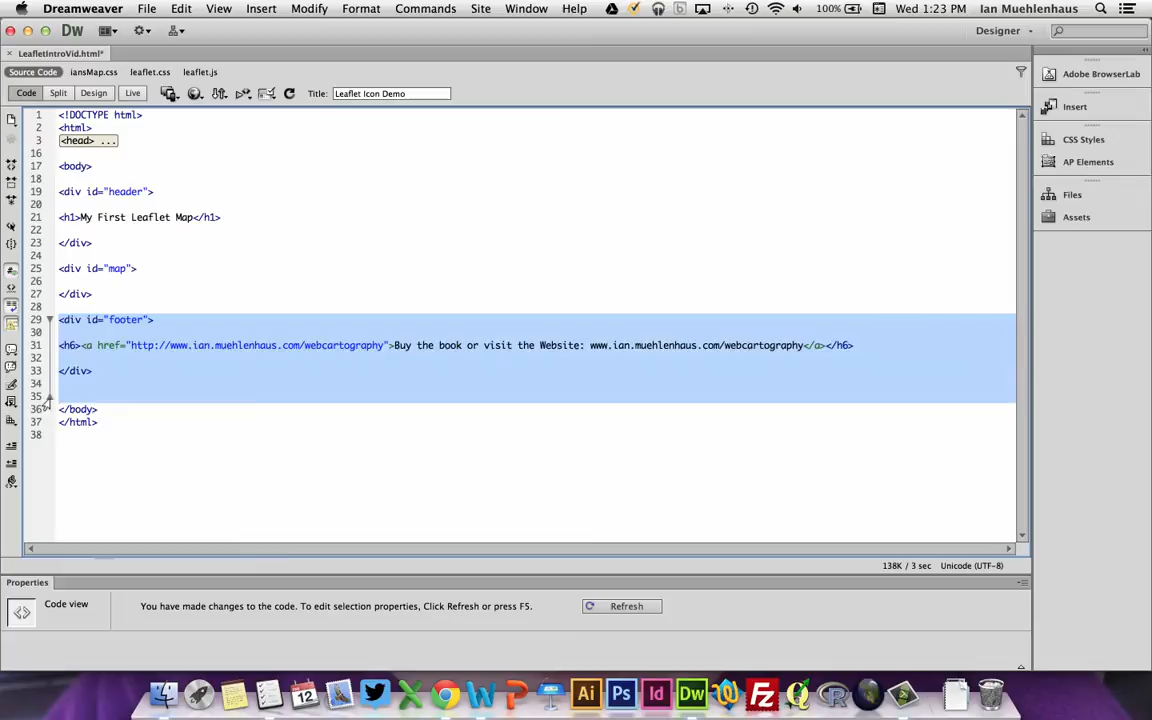 Dreamweaver File Edit View Insert Modify Format Commands Site Window Help 100% Wed 1:23 PM Ian Muehlenhaus
Dw Designer
LeafletIntroVid.html*
Source Code iansMap.css leaflet.css leaflet.js
Code Split Design Live Title: Leaflet Icon Demo
Adobe BrowserLab
Insert
CSS Styles
AP Elements
Files
Assets
1 <!DOCTYPE html>
2 <html>
3 <head> ...
16
17 <body>
18
19 <div id="header">
20
21 <h1>My First Leaflet Map</h1>
22
23 </div>
24
25 <div id="map">
26
27 </div>
28
29 <div id="footer">
30
31 <h6><a href="http://www.ian.muehlenhaus.com/webcartography">Buy the book or visit the Website: www.ian.muehlenhaus.com/webcartography</a></h6>
32
33 </div>
34
35
36 </body>
37 </html>
38
138K / 3 sec Unicode (UTF-8)
Properties
Code view You have made changes to the code. To edit selection properties, Click Refresh or press F5. Refresh
12 Ai Ps Id Dw Fz R